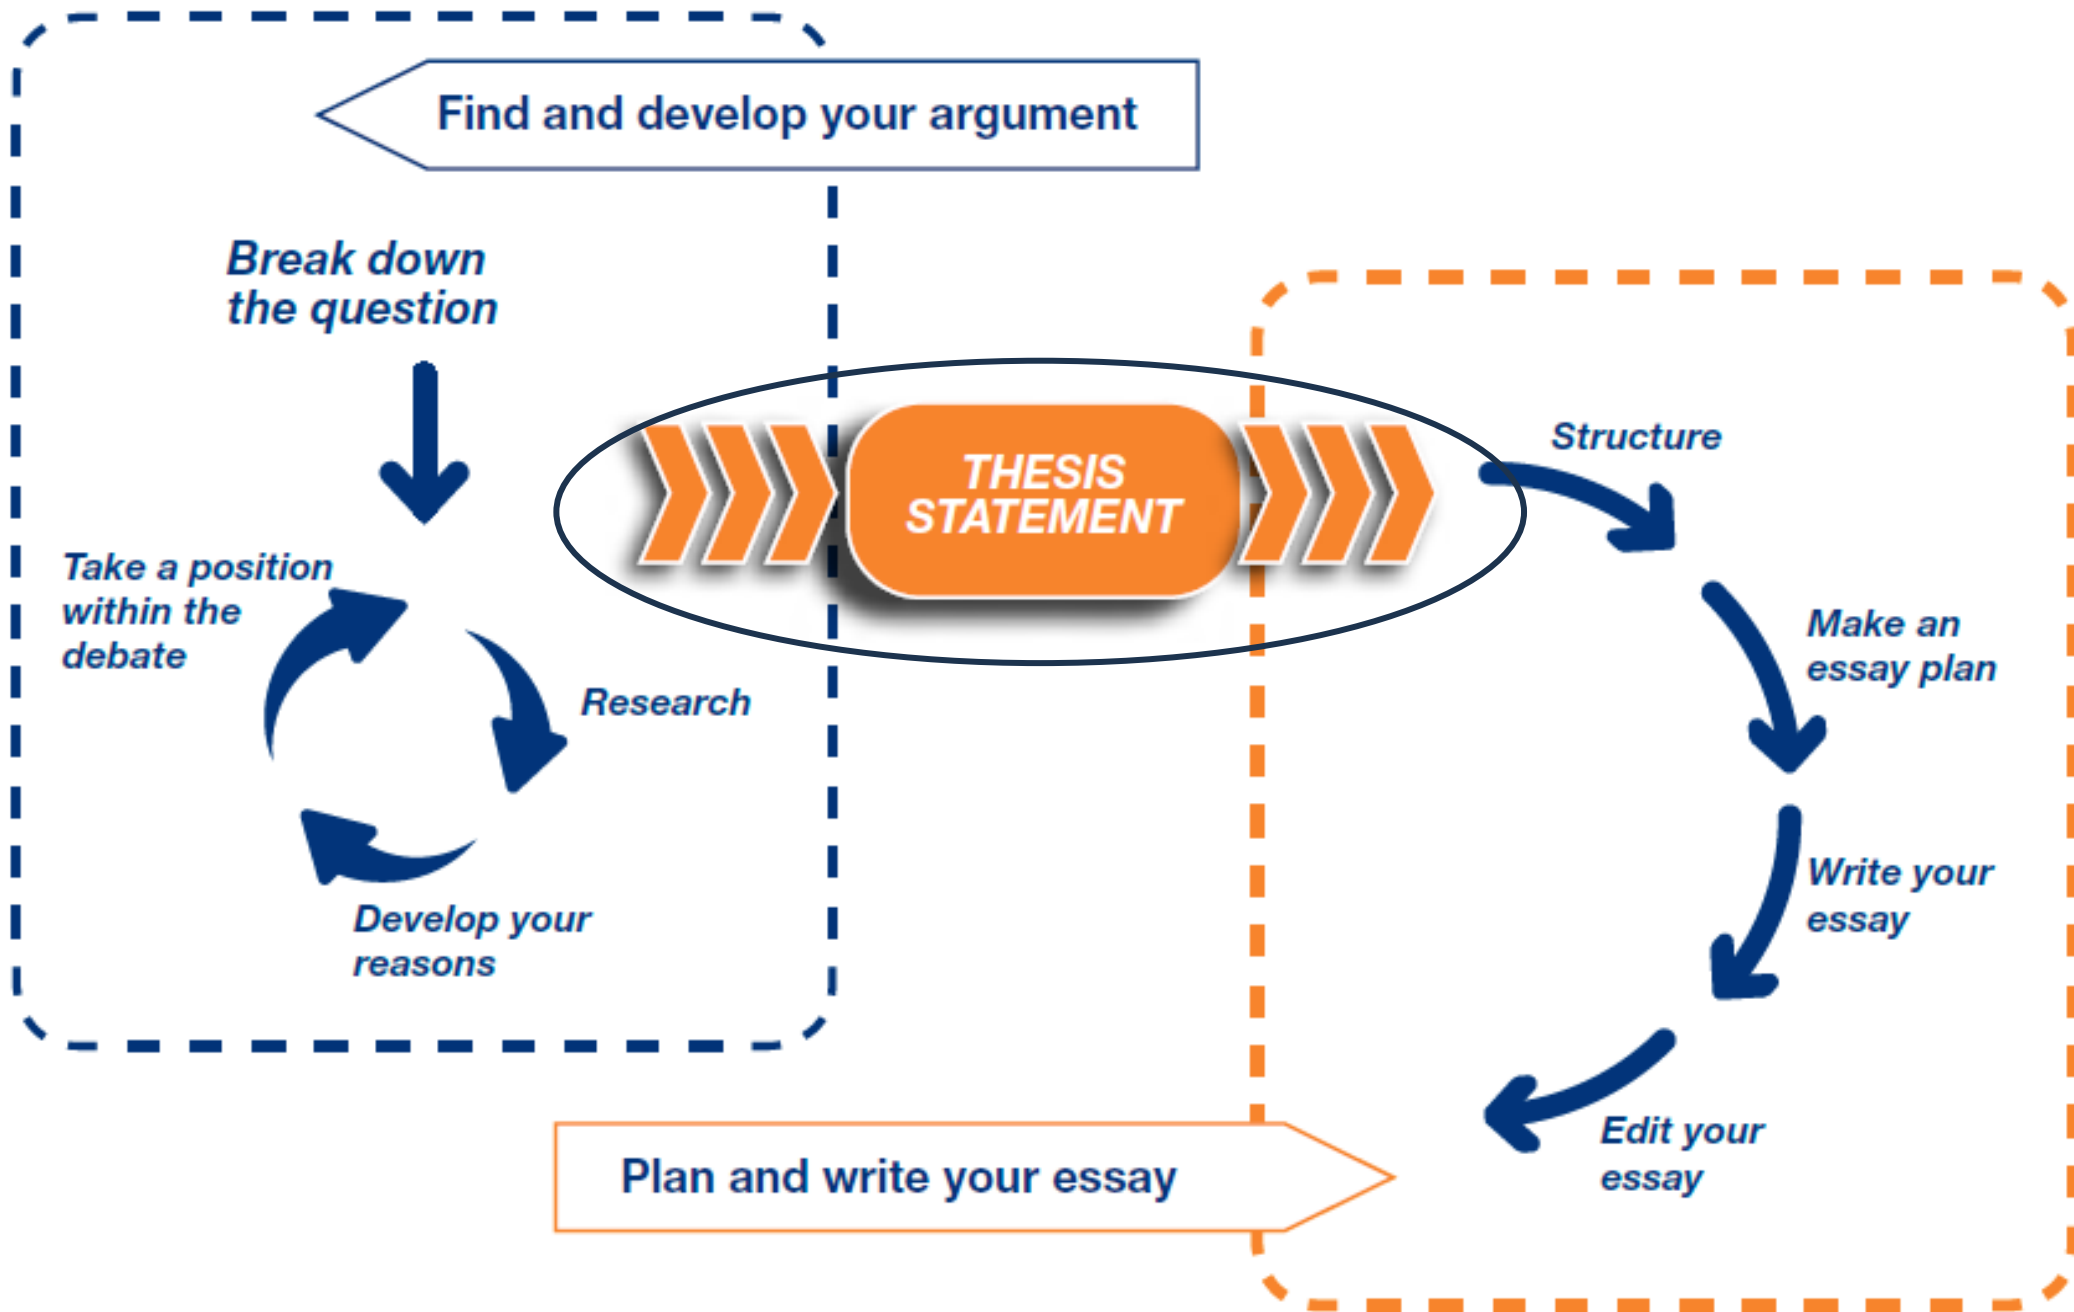 Find and develop your argument
Break down
the question
Take a position
within the
debate
Research
Develop your
reasons
THESIS
STATEMENT
Structure
Make an
essay plan
Write your
essay
Edit your
essay
Plan and write your essay